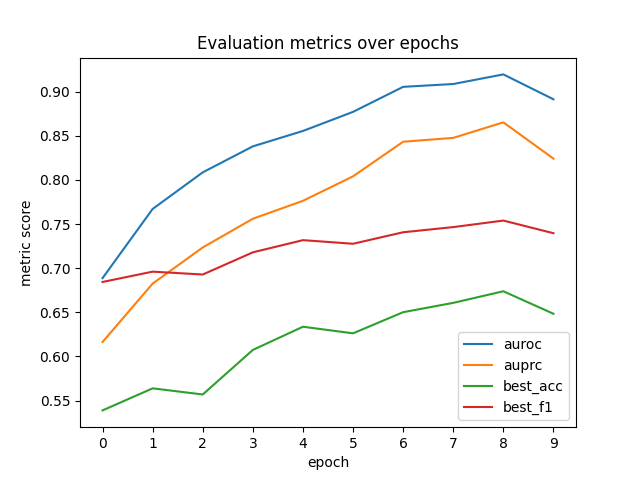 Evaluation metrics over epochs
metric score
0.90
0.85
0.80
0.75
0.70
0.65
0.60
0.55
auroc
auprc
best_acc
best_f1
0 1 2 3 4 5 6 7 8 9
epoch